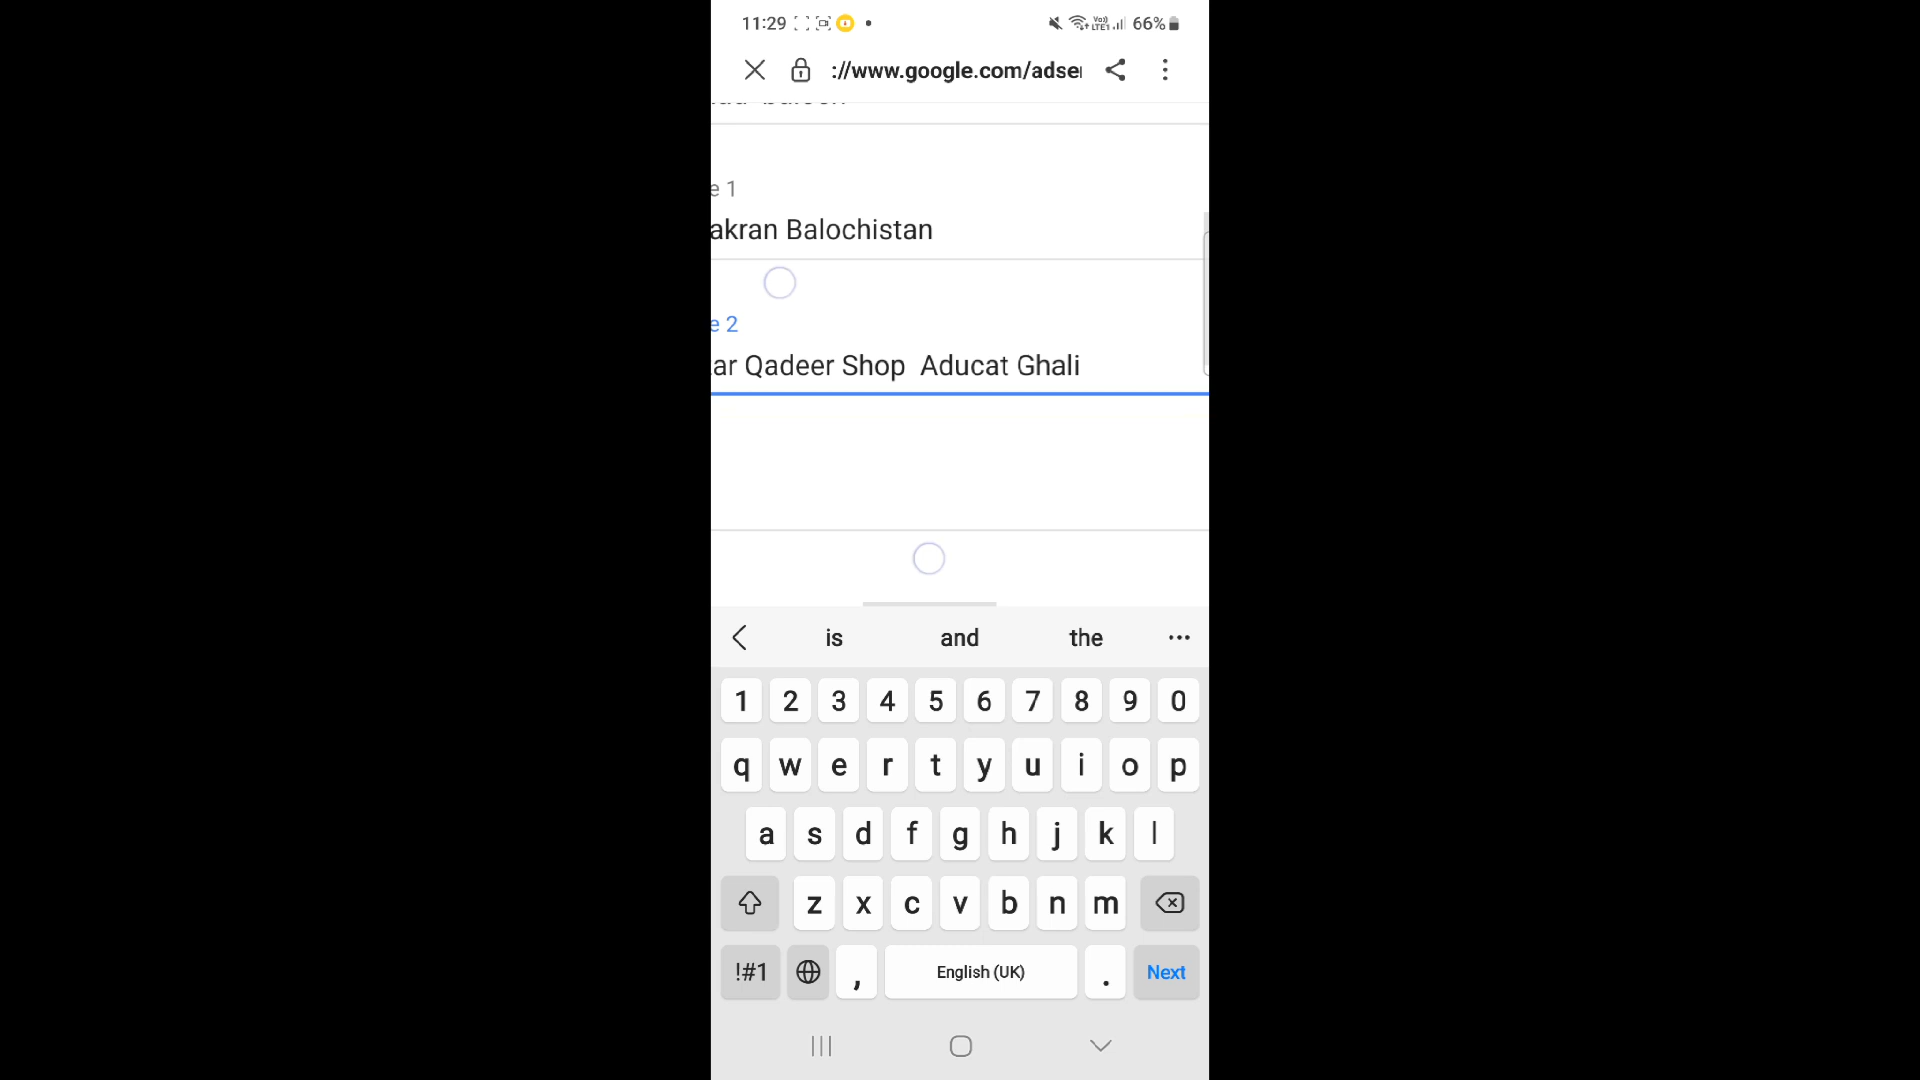 11:29 66%
://www.google.com/adse
e 1
akran Balochistan
e 2
ar Qadeer Shop  Aducat Ghali
is and the
1 2 3 4 5 6 7 8 9 0
q w e r t y u i o p
a s d f g h j k l
z x c v b n m
!#1 , English (UK) . Next